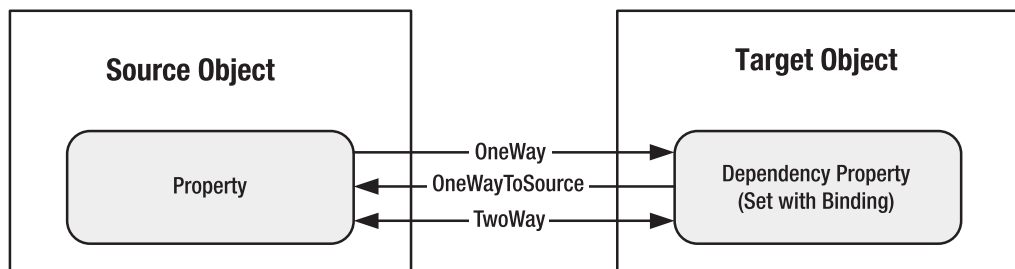 Source Object
Target Object
Property
OneWay
OneWayToSource
TwoWay
Dependency Property
(Set with Binding)